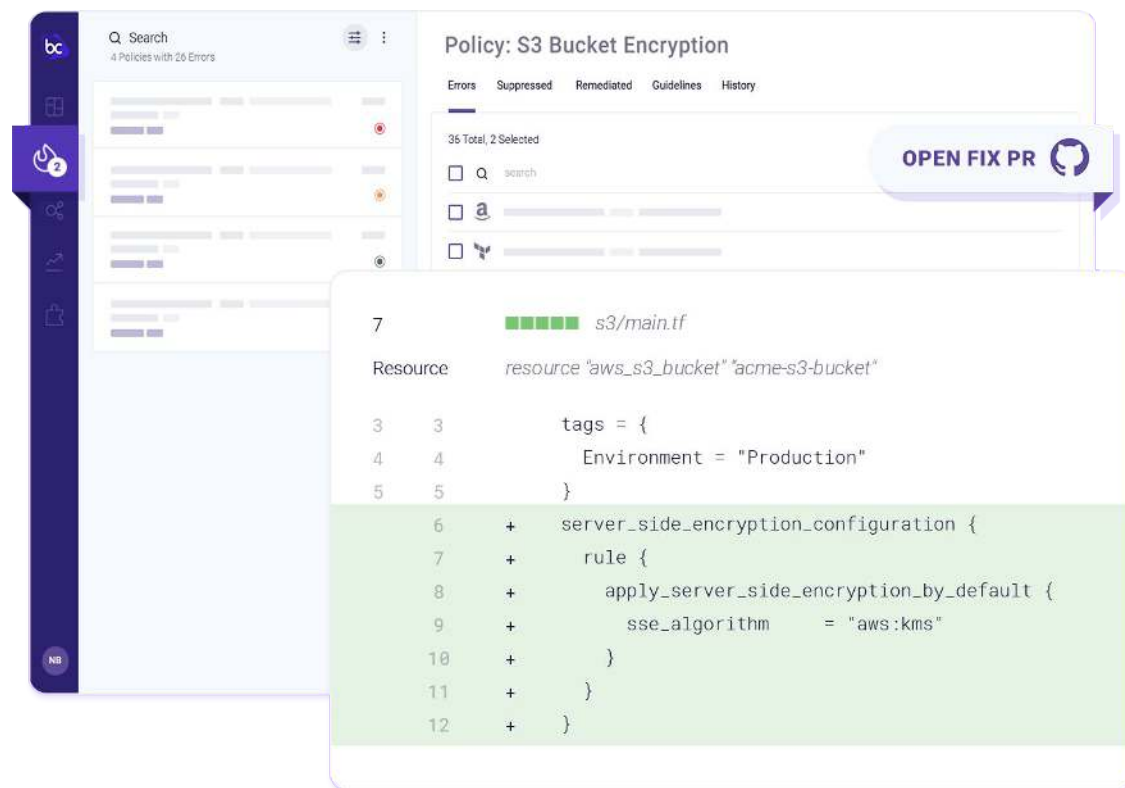 bc
Search
4 Policies with 26 Errors
2
NB
Policy: S3 Bucket Encryption
Errors Suppressed Remediated Guidelines History
36 Total, 2 Selected
search
a
OPEN FIX PR
7 s3/main.tf
Resource resource "aws_s3_bucket" "acme-s3-bucket"
3 3 tags = {
4 4 Environment = "Production"
5 5 }
6 + server_side_encryption_configuration {
7 + rule {
8 + apply_server_side_encryption_by_default {
9 + sse_algorithm = "aws:kms"
10 + }
11 + }
12 + }